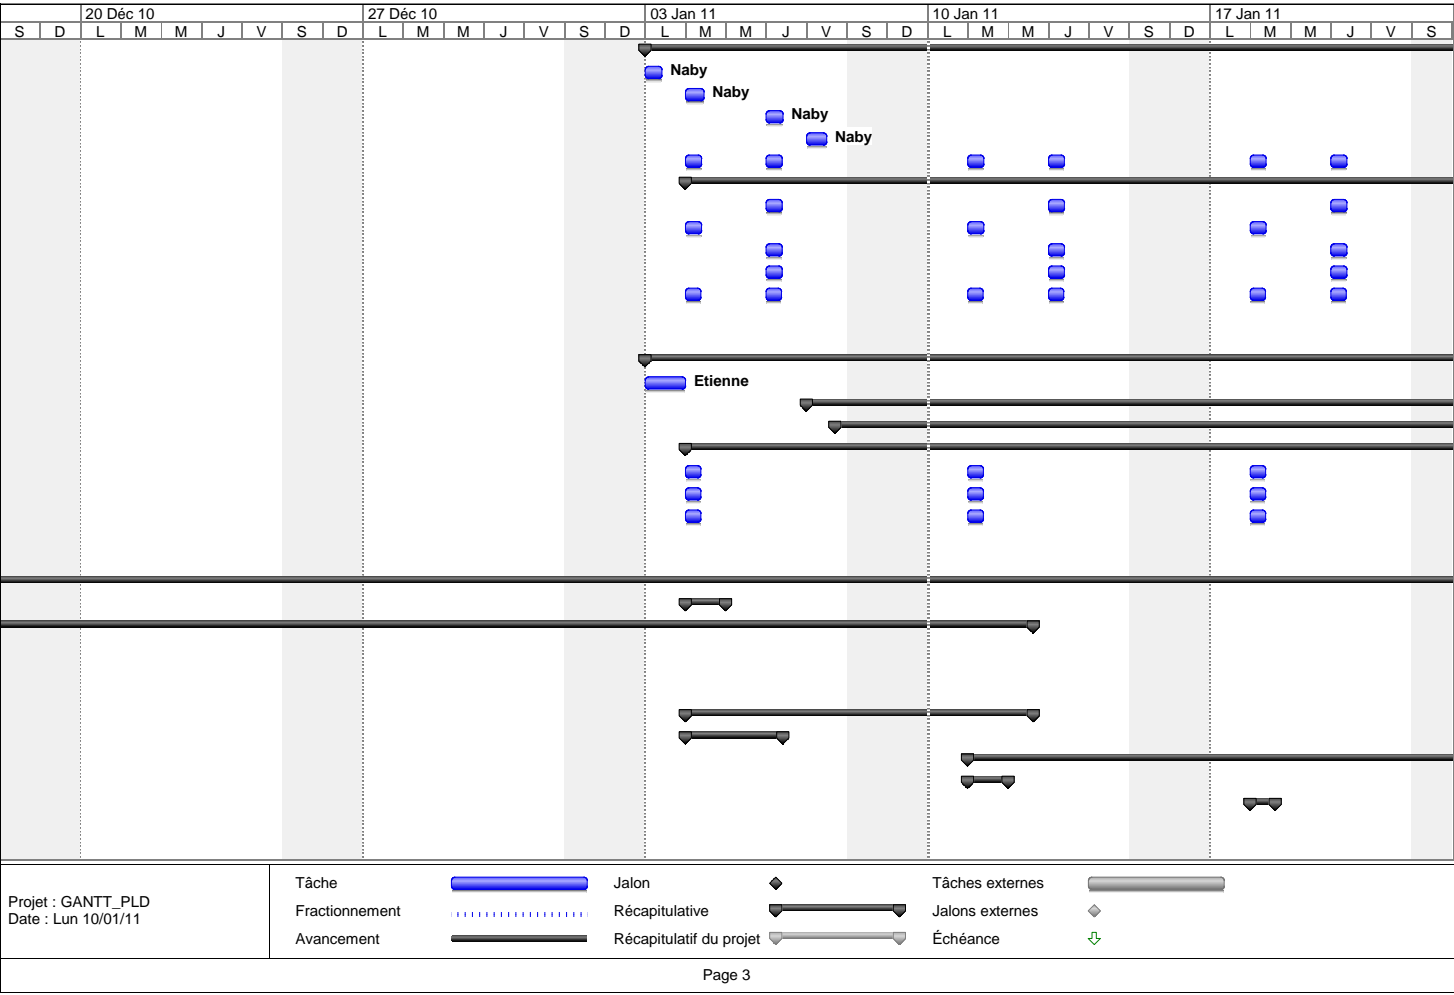 20 Déc 10 27 Déc 10 03 Jan 11 10 Jan 11 17 Jan 11
S D L M M J V S D L M M J V S D L M M J V S D L M M J V S D L M M J V S
Naby
Naby
Naby
Naby
Etienne
Projet : GANTT_PLD
Date : Lun 10/01/11
Tâche Jalon Tâches externes
Fractionnement Récapitulative Jalons externes
Avancement Récapitulatif du projet Échéance
Page 3